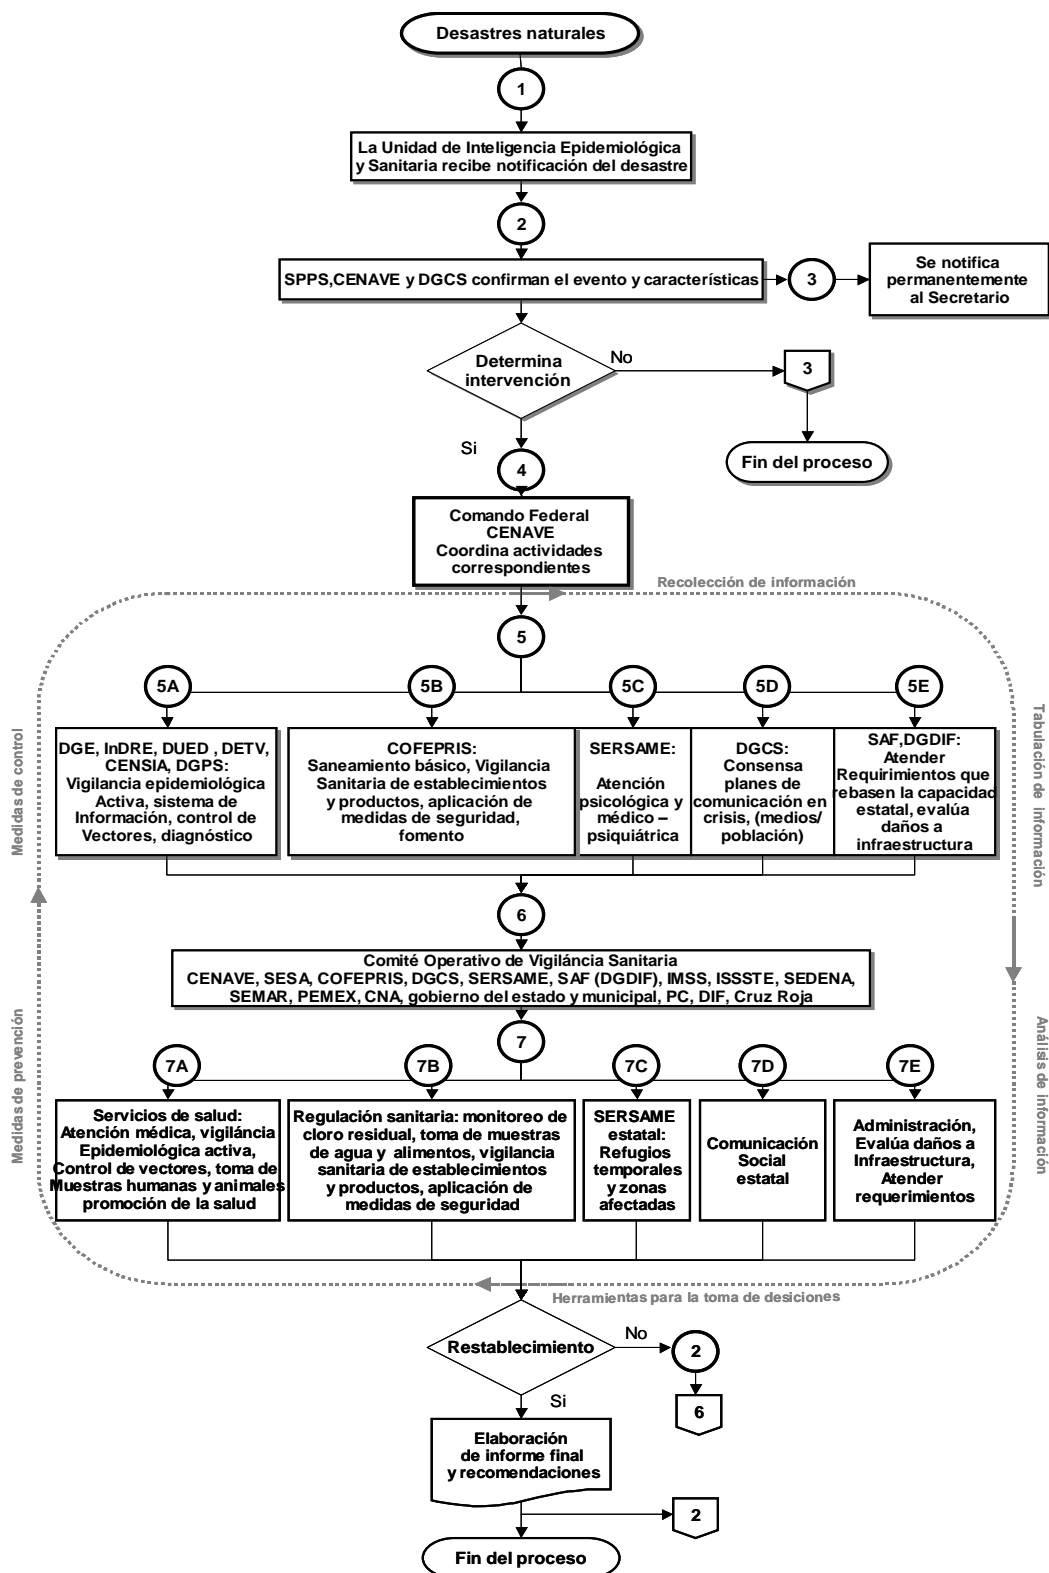 Desastres naturales
1
La Unidad de Inteligencia Epidemiológica
y Sanitaria recibe notificación del desastre
2
SPPS,CENAVE y DGCS confirman el evento y características
3
Se notifica
permanentemente
al Secretario
Determina
intervención
No
3
Fin del proceso
Si
4
Comando Federal
CENAVE
Coordina actividades
correspondientes
Recolección de información
5
5A
5B
5C
5D
5E
DGE, InDRE, DUED , DETV,
CENSIA, DGPS:
Vigilancia epidemiológica
Activa, sistema de
Información, control de
Vectores, diagnóstico
COFEPRIS:
Saneamiento básico, Vigilancia
Sanitaria de establecimientos
y productos, aplicación de
medidas de seguridad,
fomento
SERSAME:
Atención
psicológica y
médico –
psiquiátrica
DGCS:
Consensa
planes de
comunicación en
crisis, (medios/
población)
SAF,DGDIF:
Atender
Requirimientos que
rebasen la capacidad
estatal, evalúa
daños a
infraestructura
Medidas de control
Tabulación de información
6
Comité Operativo de Vigiláncia Sanitaria
CENAVE, SESA, COFEPRIS, DGCS, SERSAME, SAF (DGDIF), IMSS, ISSSTE, SEDENA,
SEMAR, PEMEX, CNA, gobierno del estado y municipal, PC, DIF, Cruz Roja
7
7A
7B
7C
7D
7E
Servicios de salud:
Atención médica, vigiláncia
Epidemiológica activa,
Control de vectores, toma de
Muestras humanas y animales
promoción de la salud
Regulación sanitaria: monitoreo de
cloro residual, toma de muestras
de agua y alimentos, vigilancia
sanitaria de establecimientos
y productos, aplicación de
medidas de seguridad
SERSAME
estatal:
Refugios
temporales
y zonas
afectadas
Comunicación
Social
estatal
Administración,
Evalúa daños a
Infraestructura,
Atender
requerimientos
Medidas de prevención
Análisis de información
Herramientas para la toma de desiciones
Restablecimiento
No
2
6
Si
Elaboración
de informe final
y recomendaciones
2
Fin del proceso